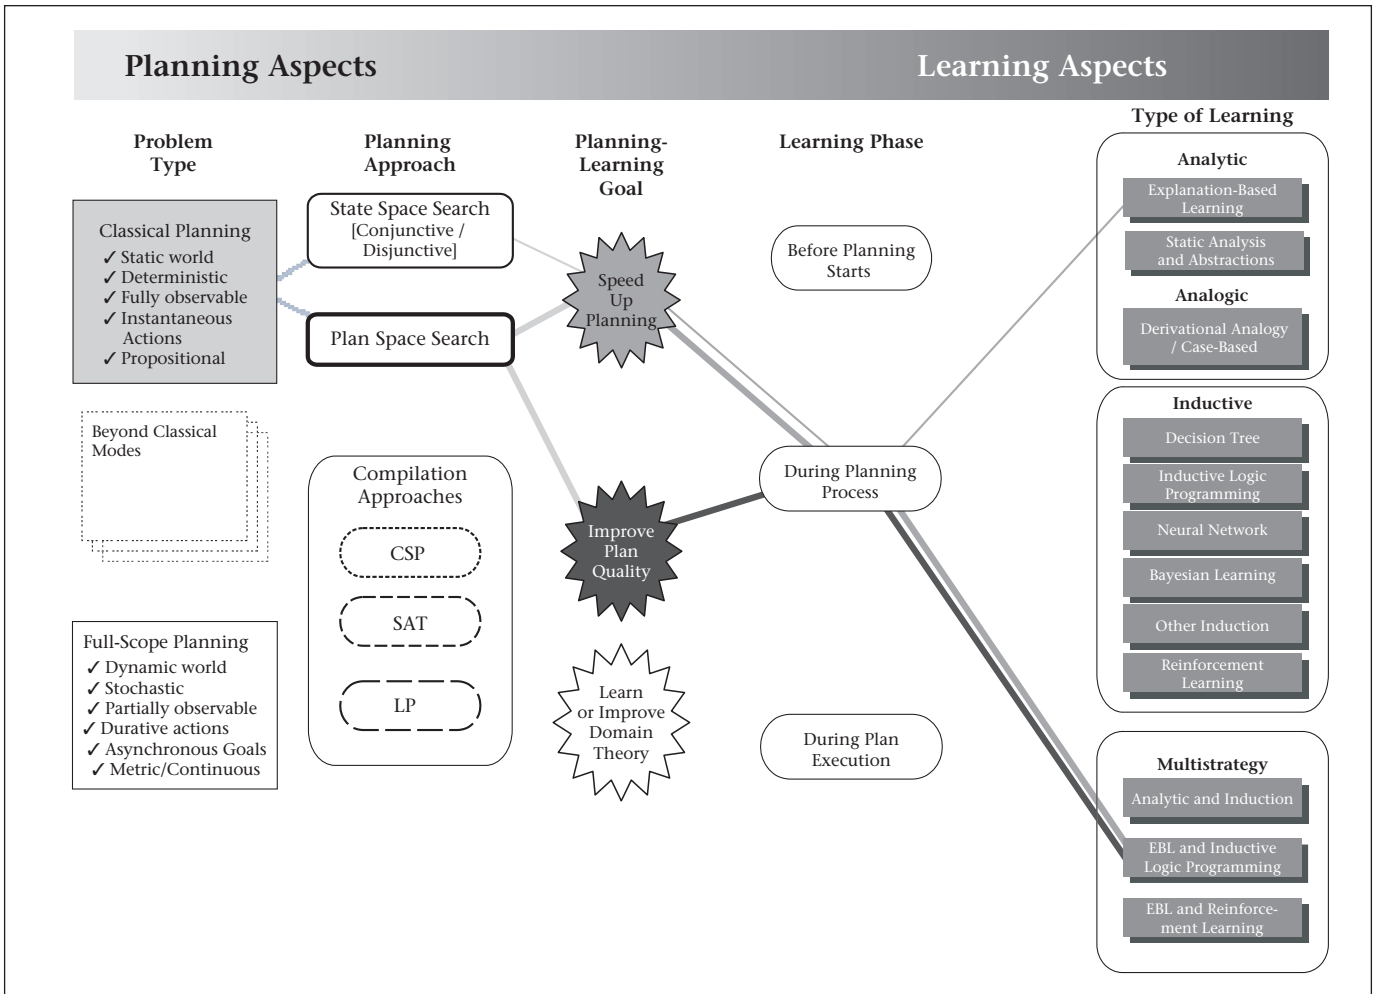 Planning Aspects
Learning Aspects
Problem
Type
Planning
Approach
Planning-
Learning
Goal
Learning Phase
Type of Learning
Classical Planning
✓ Static world
✓ Deterministic
✓ Fully observable
✓ Instantaneous
Actions
✓ Propositional
Beyond Classical
Modes
Full-Scope Planning
✓ Dynamic world
✓ Stochastic
✓ Partially observable
✓ Durative actions
✓ Asynchronous Goals
✓ Metric/Continuous
State Space Search
[Conjunctive /
Disjunctive]
Plan Space Search
Compilation
Approaches
CSP
SAT
LP
Speed
Up
Planning
Improve
Plan
Quality
Learn
or Improve
Domain
Theory
Before Planning
Starts
During Planning
Process
During Plan
Execution
Analytic
Explanation-Based
Learning
Static Analysis
and Abstractions
Analogic
Derivational Analogy
/ Case-Based
Inductive
Decision Tree
Inductive Logic
Programming
Neural Network
Bayesian Learning
Other Induction
Reinforcement
Learning
Multistrategy
Analytic and Induction
EBL and Inductive
Logic Programming
EBL and Reinforce-
ment Learning